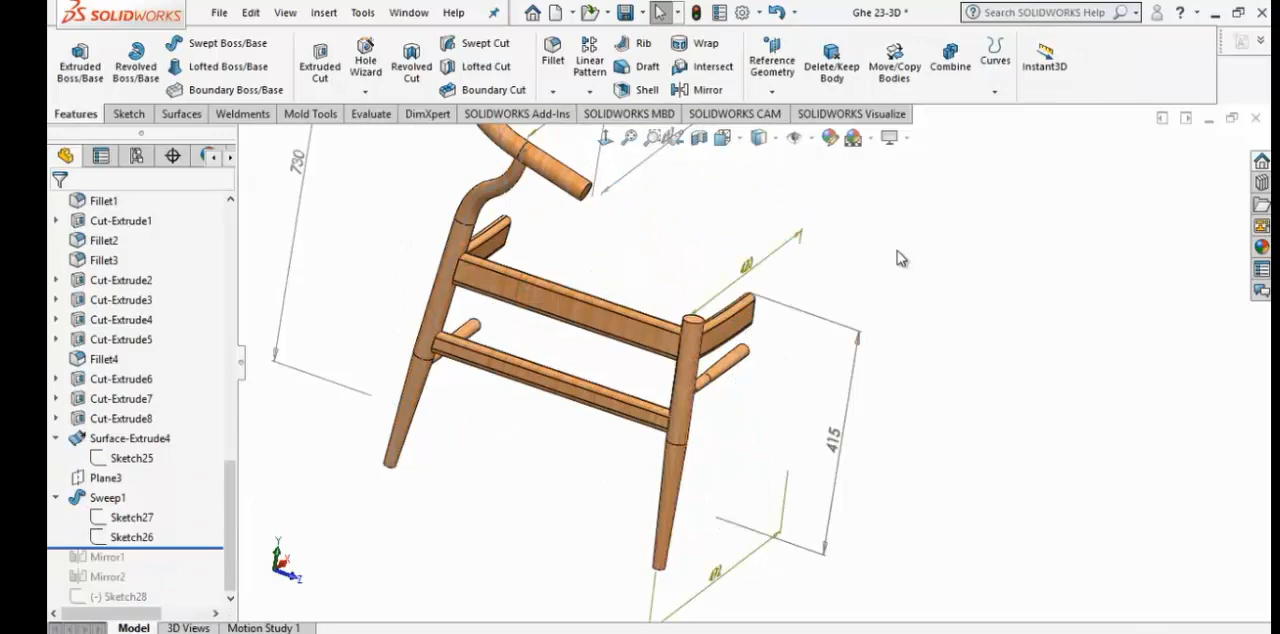 SOLIDWORKS File Edit View Insert Tools Window Help Ghe 23-3D * Search SOLIDWORKS Help
Extruded Boss/Base
Revolved Boss/Base
Swept Boss/Base
Lofted Boss/Base
Boundary Boss/Base
Extruded Cut
Hole Wizard
Revolved Cut
Swept Cut
Lofted Cut
Boundary Cut
Fillet
Linear Pattern
Rib
Draft
Shell
Wrap
Intersect
Mirror
Reference Geometry
Delete/Keep Body
Move/Copy Bodies
Combine
Curves
Instant3D
Features Sketch Surfaces Weldments Mold Tools Evaluate DimXpert SOLIDWORKS Add-Ins SOLIDWORKS MBD SOLIDWORKS CAM SOLIDWORKS Visualize
Fillet1
Cut-Extrude1
Fillet2
Fillet3
Cut-Extrude2
Cut-Extrude3
Cut-Extrude4
Cut-Extrude5
Fillet4
Cut-Extrude6
Cut-Extrude7
Cut-Extrude8
Surface-Extrude4
Sketch25
Plane3
Sweep1
Sketch27
Sketch26
Mirror1
Mirror2
(-) Sketch28
730
415
Y
X
Z
Model 3D Views Motion Study 1